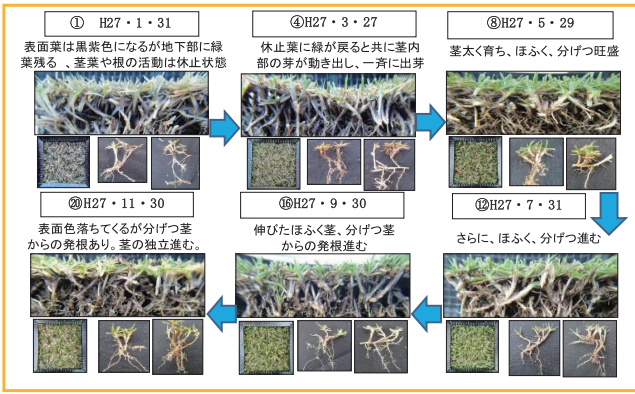 ① H27・1・31
表面葉は黒紫色になるが地下部に緑
葉残る 、茎葉や根の活動は休止状態
④H27・3・27
休止葉に緑が戻ると共に茎内
部の芽が動き出し、一斉に出芽
⑧H27・5・29
茎太く育ち、ほふく、分げつ旺盛
⑫H27・7・31
さらに、ほふく、分げつ進む
⑯H27・9・30
伸びたほふく茎、分げつ茎
からの発根進む
⑳H27・11・30
表面色落ちてくるが分げつ茎
からの発根あり。茎の独立進む。